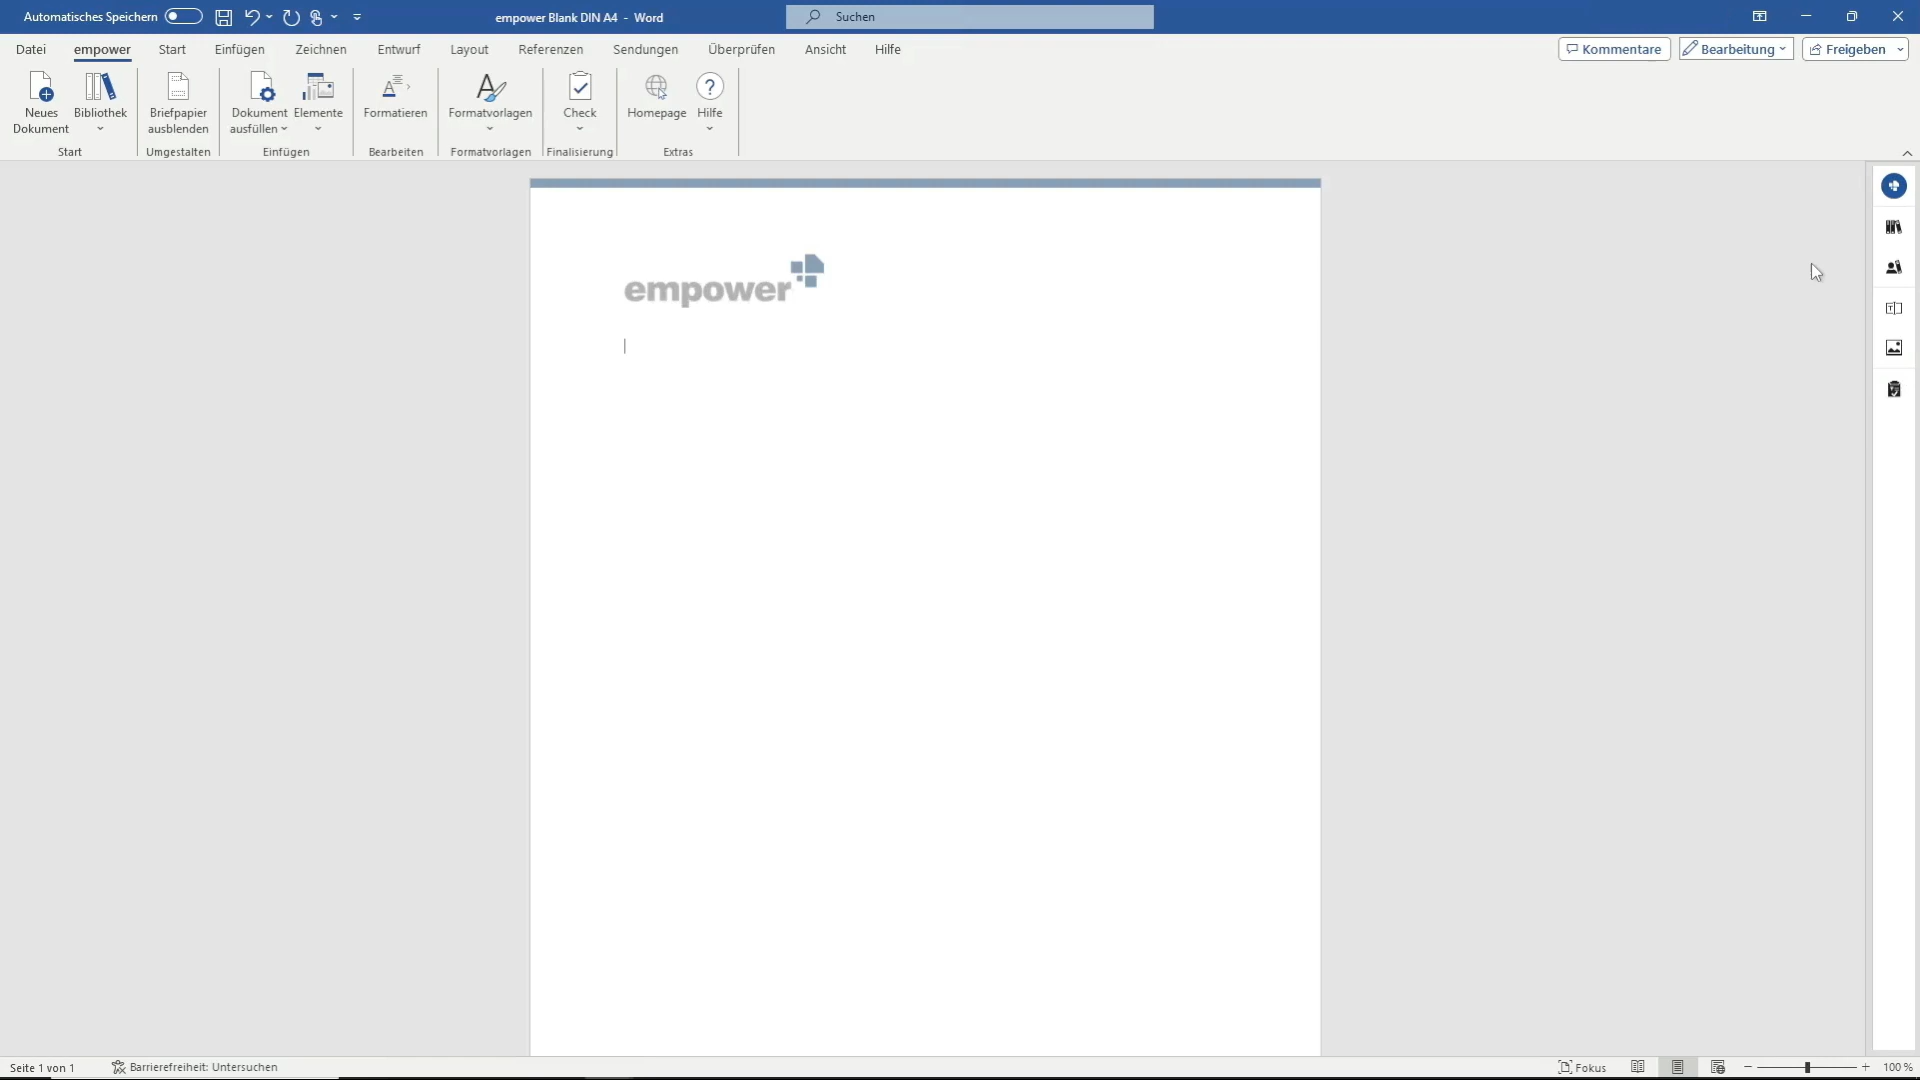 Automatisches Speichern
empower Blank DIN A4 - Word
Suchen
Datei empower Start Einfügen Zeichnen Entwurf Layout Referenzen Sendungen Überprüfen Ansicht Hilfe
Kommentare Bearbeitung Freigeben
Neues Dokument
Bibliothek
Briefpapier ausblenden
Dokument ausfüllen
Elemente
Formatieren
Formatvorlagen
Check
Homepage
Hilfe
Start Umgestalten Einfügen Bearbeiten Formatvorlagen Finalisierung Extras
empower
Seite 1 von 1
Barrierefreiheit: Untersuchen
Fokus
100 %